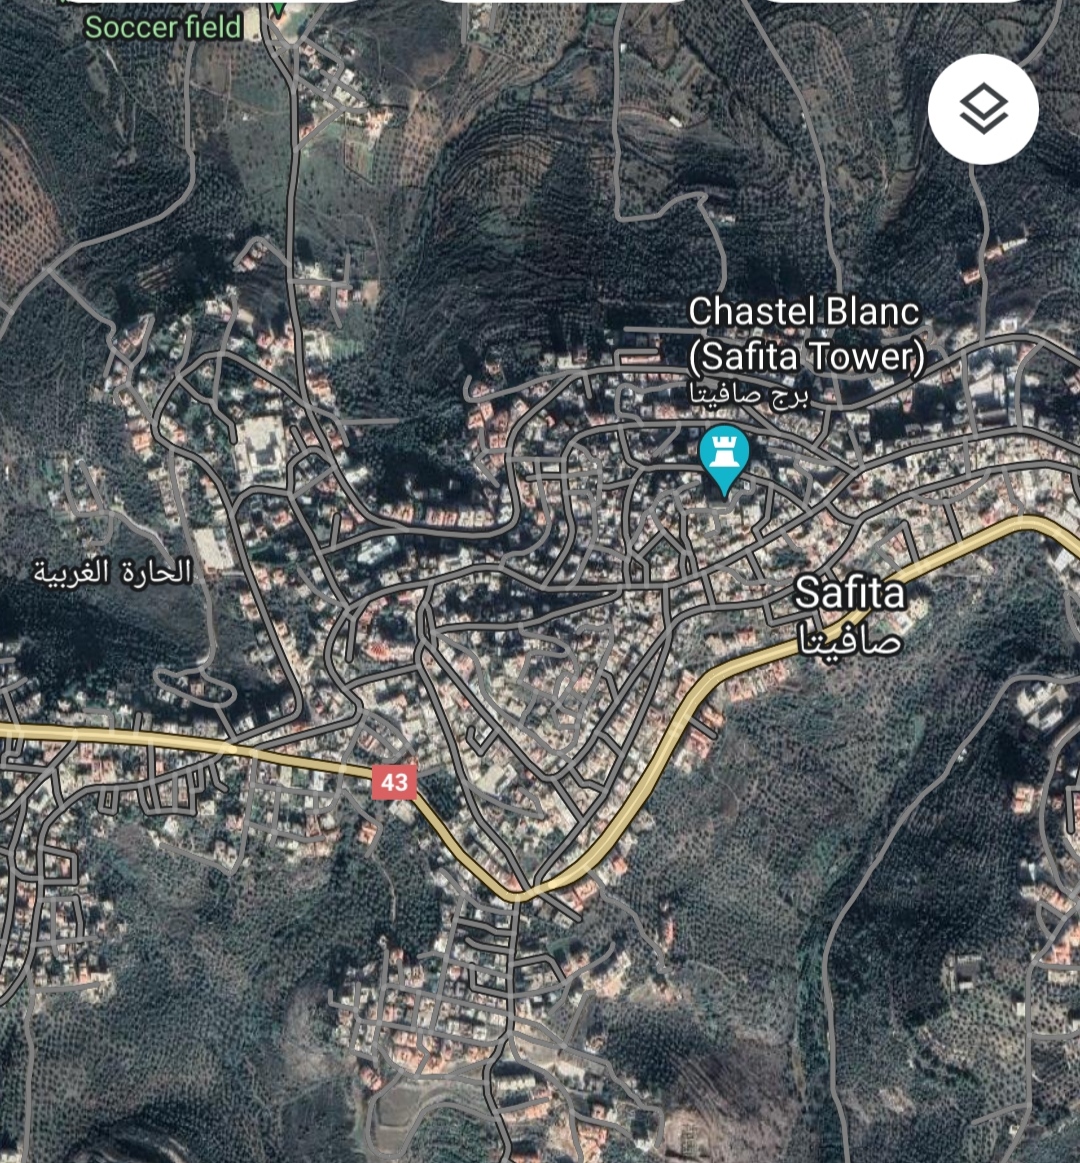 Soccer field
Chastel Blanc
(Safita Tower)
برج صافيتا
الحارة الغربية
Safita
صافيتا
43